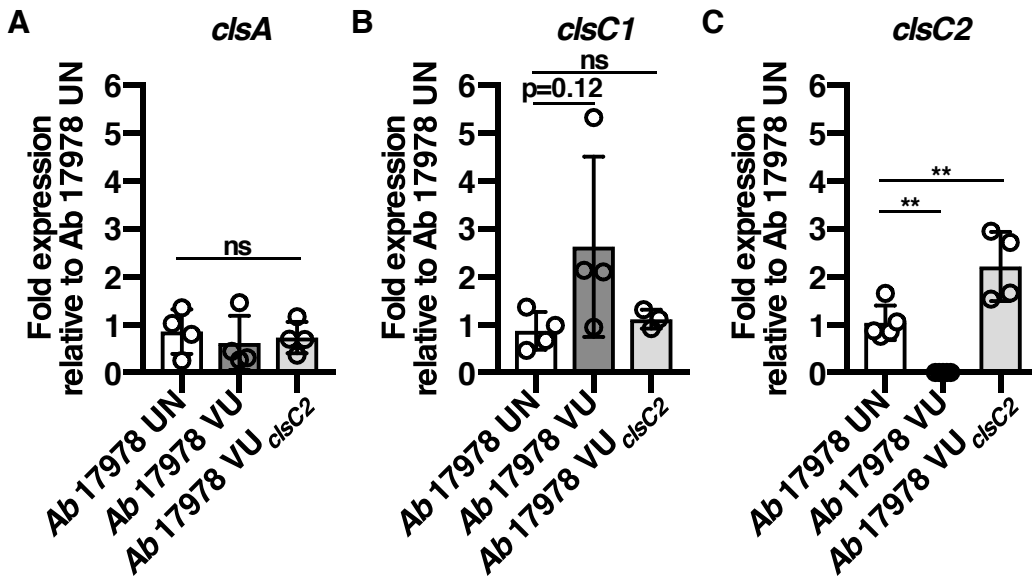 A
clsA
Fold expression
relative to Ab 17978 UN
6
5
4
3
2
1
0
ns
Ab 17978 UN
Ab 17978 VU
Ab 17978 VU clsC2
B
clsC1
Fold expression
relative to Ab 17978 UN
6
5
4
3
2
1
0
ns
p=0.12
Ab 17978 UN
Ab 17978 VU
Ab 17978 VU clsC2
C
clsC2
Fold expression
relative to Ab 17978 UN
6
5
4
3
2
1
0
**
**
Ab 17978 UN
Ab 17978 VU
Ab 17978 VU clsC2